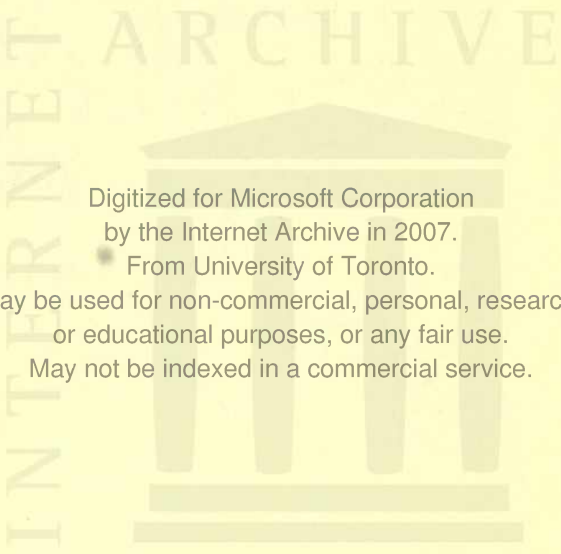 INTERNET ARCHIVE
Digitized for Microsoft Corporation
by the Internet Archive in 2007.
From University of Toronto.
ay be used for non-commercial, personal, researc
or educational purposes, or any fair use.
May not be indexed in a commercial service.